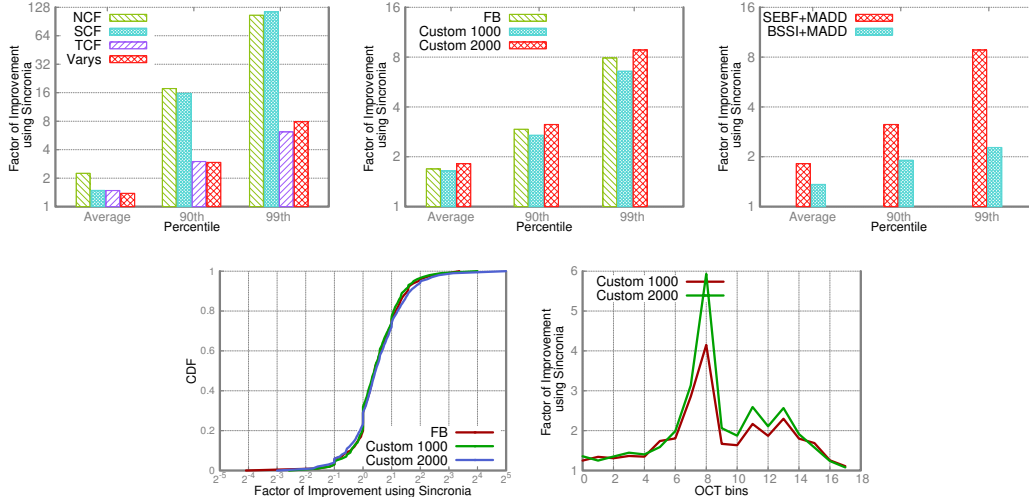 Factor of Improvement
using Sincronia
128
64
32
16
8
4
2
1
NCF
SCF
TCF
Varys
Average
90th
99th
Percentile
Factor of Improvement
using Sincronia
16
8
4
2
1
FB
Custom 1000
Custom 2000
Average
90th
99th
Percentile
Factor of Improvement
using Sincronia
16
8
4
2
1
SEBF+MADD
BSSI+MADD
Average
90th
99th
Percentile
CDF
1
0.8
0.6
0.4
0.2
0
FB
Custom 1000
Custom 2000
2^-5 2^-4 2^-3 2^-2 2^-1 2^0 2^1 2^2 2^3 2^4 2^5
Factor of Improvement using Sincronia
Factor of Improvement
using Sincronia
6
5
4
3
2
1
Custom 1000
Custom 2000
0 2 4 6 8 10 12 14 16 18
OCT bins